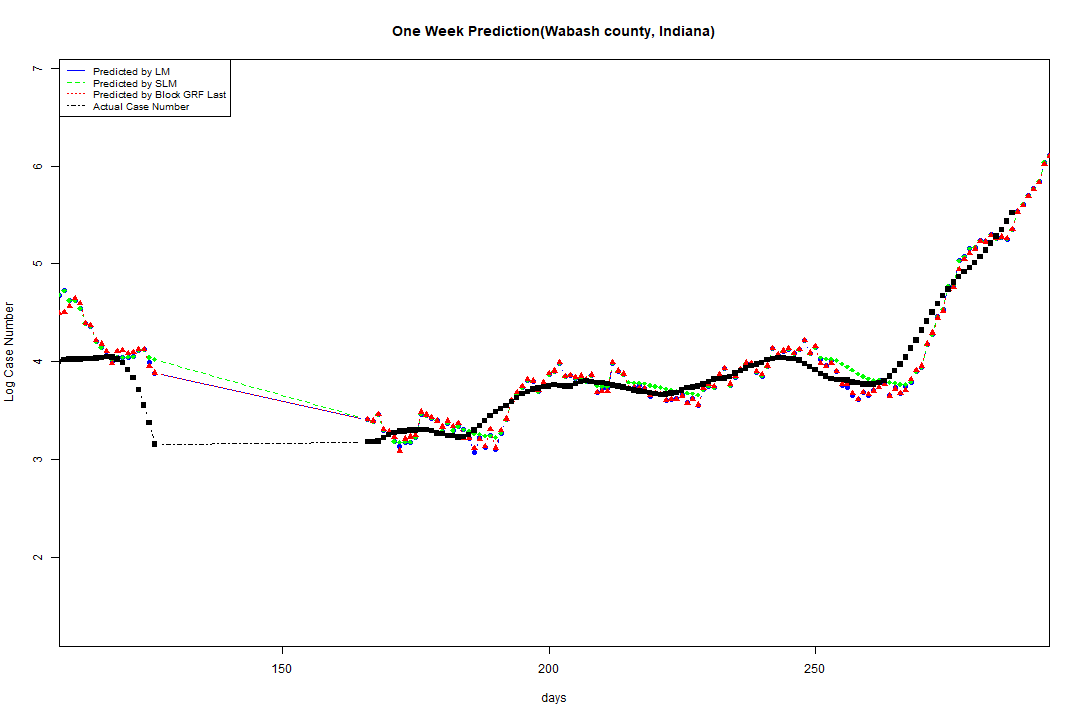 One Week Prediction(Wabash county, Indiana)
Predicted by LM
Predicted by SLM
Predicted by Block GRF Last
Actual Case Number
7
6
5
4
3
2
Log Case Number
150
200
250
days